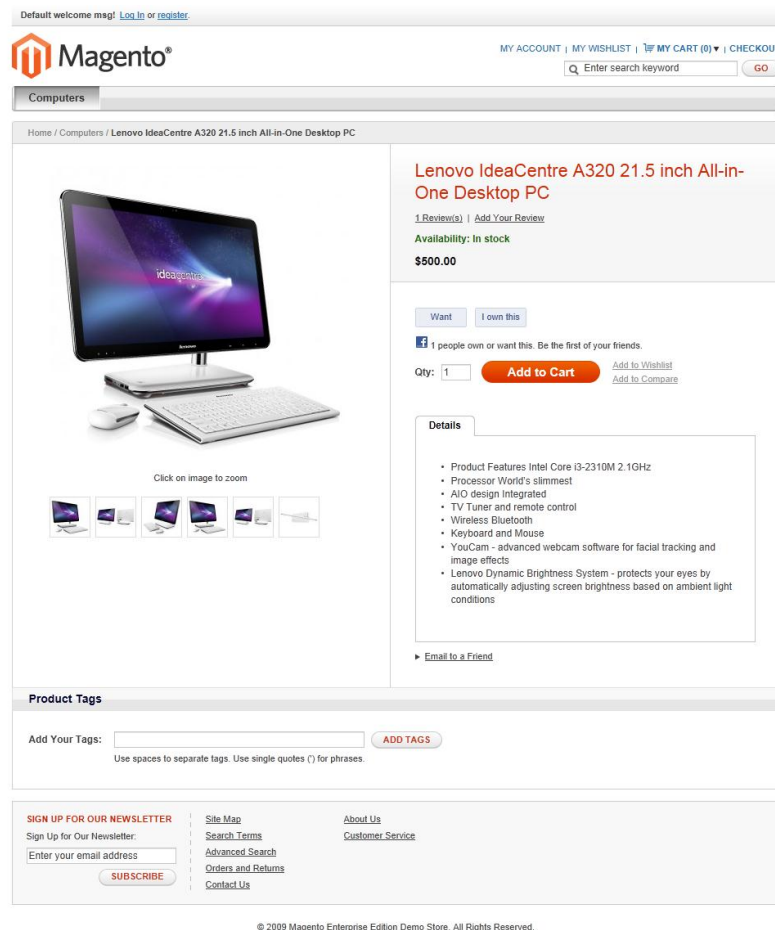 Default welcome msg! Log In or register.
Magento®
MY ACCOUNT | MY WISHLIST | MY CART (0) ▾ | CHECKOU
Enter search keyword GO
Computers
Home / Computers / Lenovo IdeaCentre A320 21.5 inch All-in-One Desktop PC
Lenovo IdeaCentre A320 21.5 inch All-in-
One Desktop PC
1 Review(s) | Add Your Review
Availability: In stock
$500.00
ideacentre
Lenovo
Want I own this
1 people own or want this. Be the first of your friends.
Qty: 1 Add to Cart Add to Wishlist
Add to Compare
Click on image to zoom
Details
• Product Features Intel Core i3-2310M 2.1GHz
• Processor World's slimmest
• AIO design Integrated
• TV Tuner and remote control
• Wireless Bluetooth
• Keyboard and Mouse
• YouCam - advanced webcam software for facial tracking and
image effects
• Lenovo Dynamic Brightness System - protects your eyes by
automatically adjusting screen brightness based on ambient light
conditions
▸ Email to a Friend
Product Tags
Add Your Tags: ADD TAGS
Use spaces to separate tags. Use single quotes (') for phrases.
SIGN UP FOR OUR NEWSLETTER
Sign Up for Our Newsletter:
Enter your email address
SUBSCRIBE
Site Map
Search Terms
Advanced Search
Orders and Returns
Contact Us
About Us
Customer Service
© 2009 Magento Enterprise Edition Demo Store. All Rights Reserved.